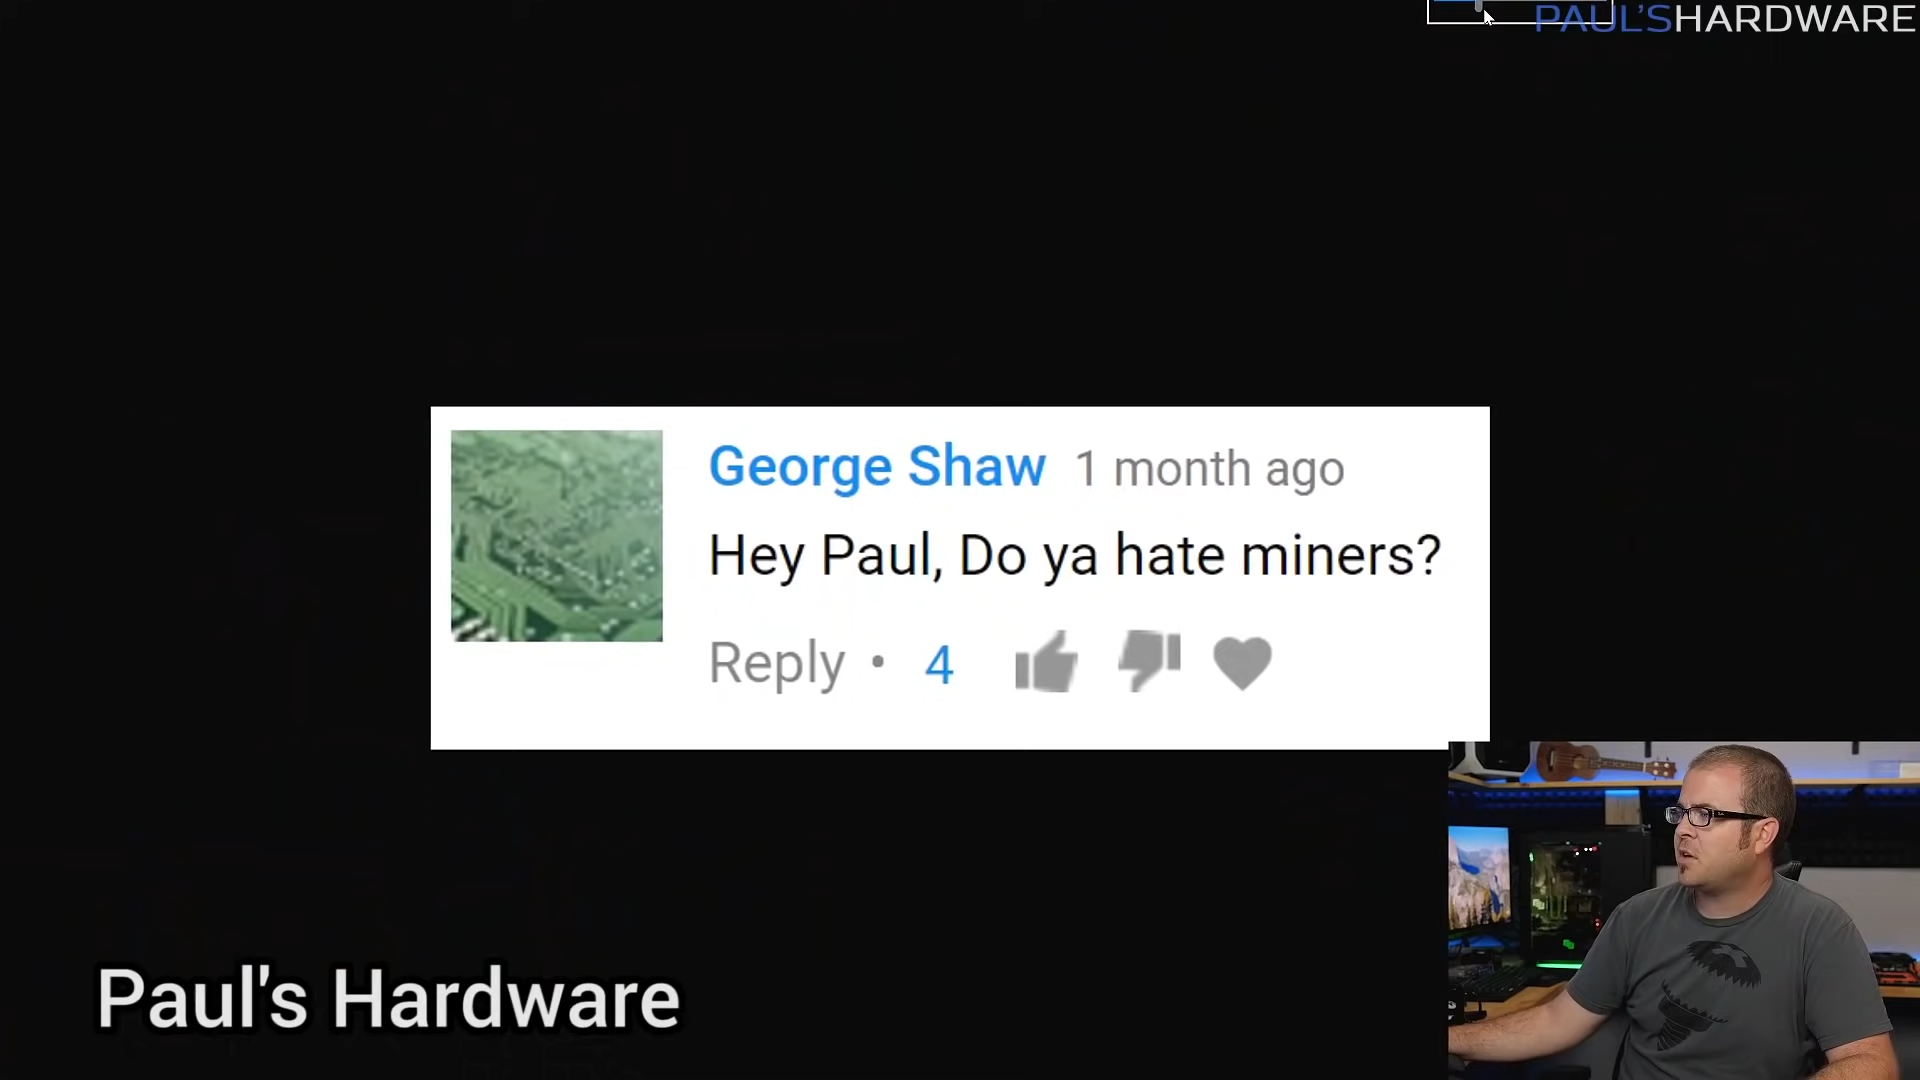 PAUL'SHARDWARE
George Shaw 1 month ago
Hey Paul, Do ya hate miners?
Reply • 4
Paul's Hardware